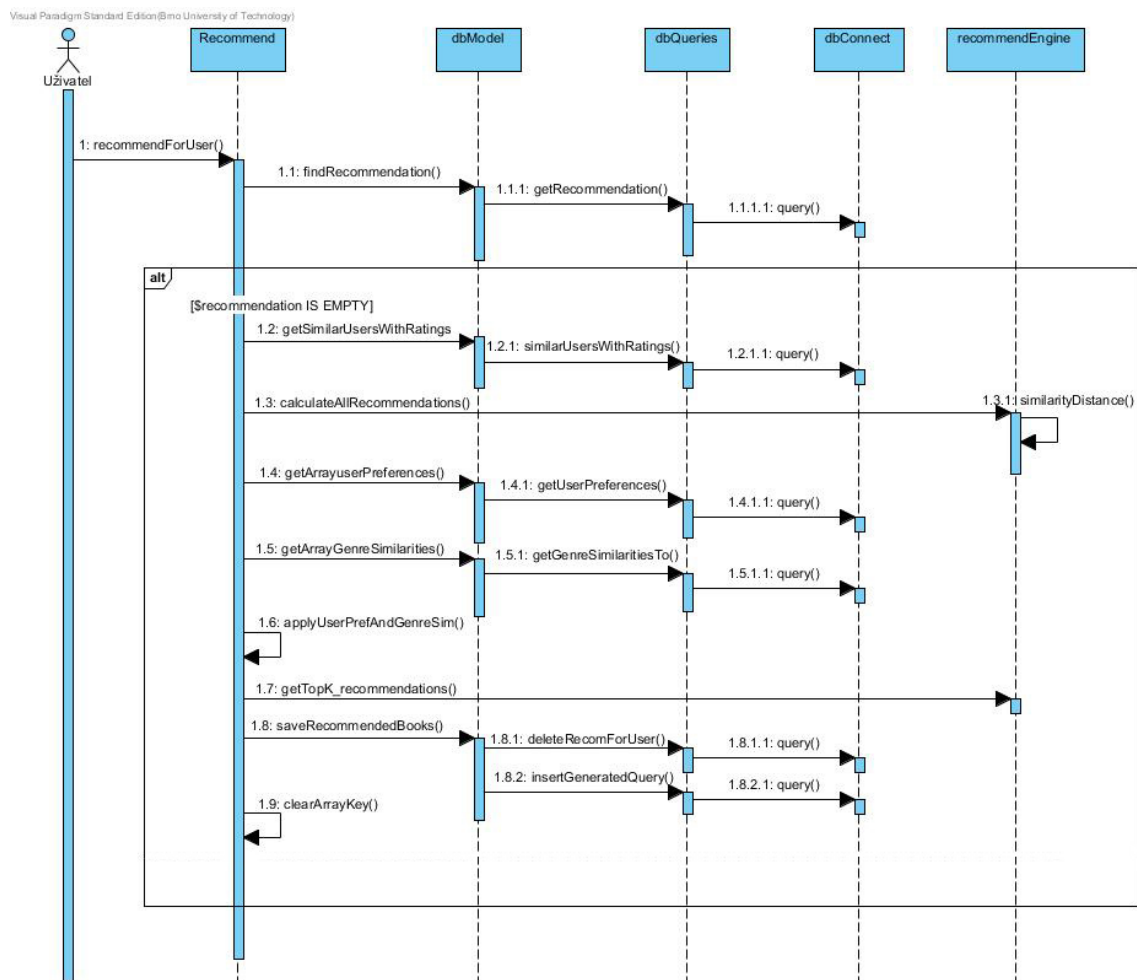 Visual Paradigm Standard Edition(Brno University of Technology)
Uživatel
Recommend
dbModel
dbQueries
dbConnect
recommendEngine
1: recommendForUser()
1.1: findRecommendation()
1.1.1: getRecommendation()
1.1.1.1: query()
alt
[$recommendation IS EMPTY]
1.2: getSimilarUsersWithRatings
1.2.1: similarUsersWithRatings()
1.2.1.1: query()
1.3: calculateAllRecommendations()
1.3.1: similarityDistance()
1.4: getArrayuserPreferences()
1.4.1: getUserPreferences()
1.4.1.1: query()
1.5: getArrayGenreSimilarities()
1.5.1: getGenreSimilaritiesTo()
1.5.1.1: query()
1.6: applyUserPrefAndGenreSim()
1.7: getTopK_recommendations()
1.8: saveRecommendedBooks()
1.8.1: deleteRecomForUser()
1.8.1.1: query()
1.8.2: insertGeneratedQuery()
1.8.2.1: query()
1.9: clearArrayKey()